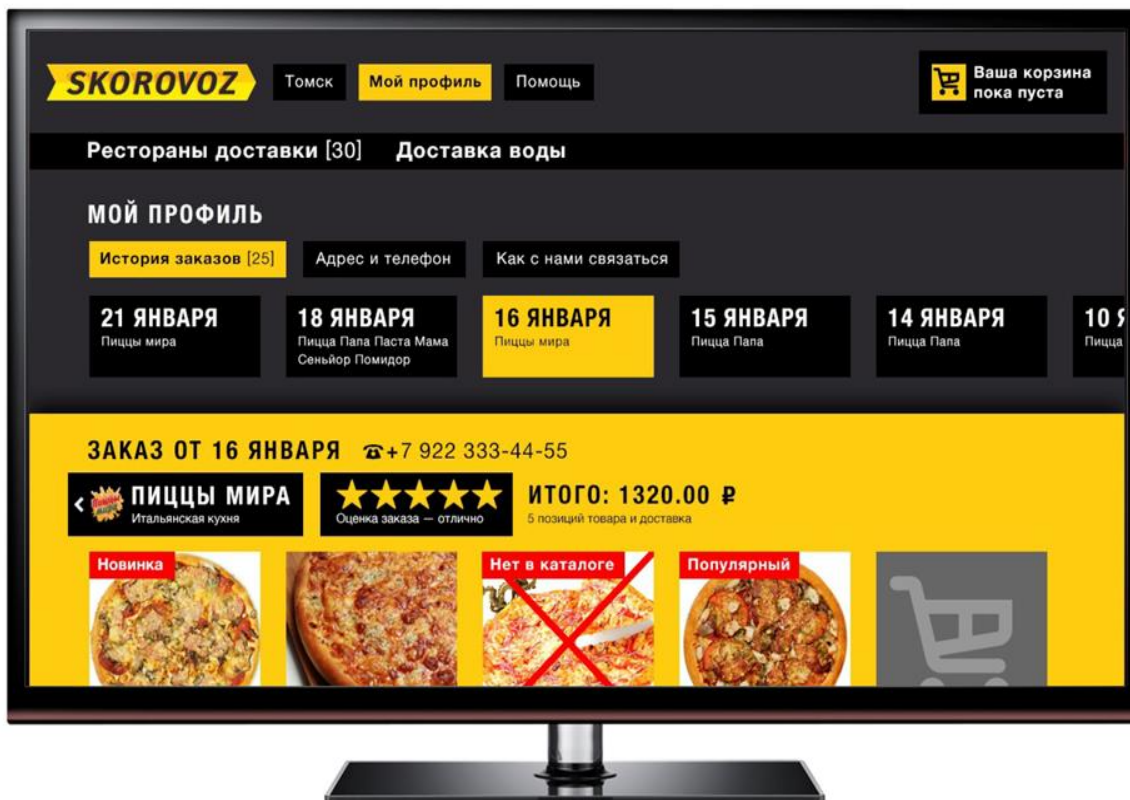 SKOROVOZ
Томск
Мой профиль
Помощь
Ваша корзина
пока пуста
Рестораны доставки [30]
Доставка воды
МОЙ ПРОФИЛЬ
История заказов [25]
Адрес и телефон
Как с нами связаться
21 ЯНВАРЯ
Пиццы мира
18 ЯНВАРЯ
Пицца Папа Паста Мама
Сеньйор Помидор
16 ЯНВАРЯ
Пиццы мира
15 ЯНВАРЯ
Пицца Папа
14 ЯНВАРЯ
Пицца Папа
10
Пицца
ЗАКАЗ ОТ 16 ЯНВАРЯ ☎+7 922 333-44-55
ПИЦЦЫ МИРА
Итальянская кухня
Оценка заказа — отлично
ИТОГО: 1320.00 ₽
5 позиций товара и доставка
Новинка
Нет в каталоге
Популярный